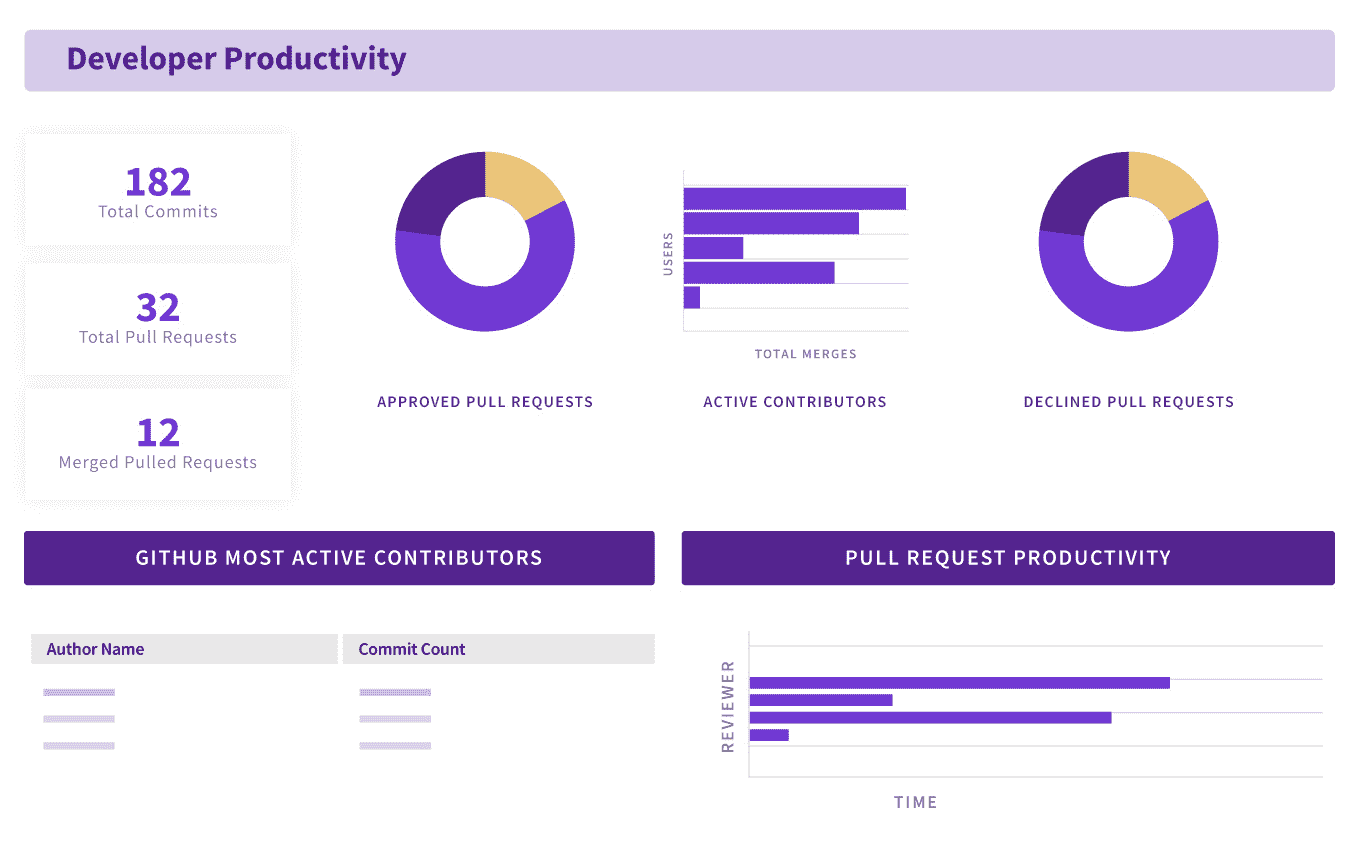 Developer Productivity
182
Total Commits
32
Total Pull Requests
12
Merged Pulled Requests
APPROVED PULL REQUESTS
USERS
TOTAL MERGES
ACTIVE CONTRIBUTORS
DECLINED PULL REQUESTS
GITHUB MOST ACTIVE CONTRIBUTORS
Author Name
Commit Count
PULL REQUEST PRODUCTIVITY
REVIEWER
TIME